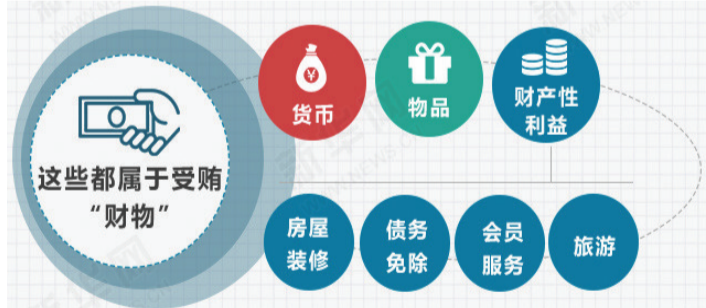 这些都属于受贿
“财物”
¥
货币
物品
财产性
利益
房屋
装修
债务
免除
会员
服务
旅游